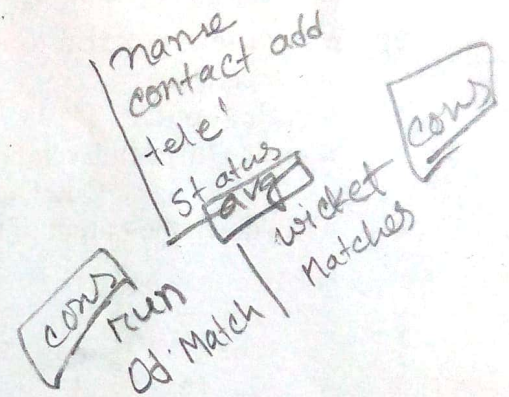 name
contact add
tele'
status
avg
cons
wicket
matches
cons
run
Od. Match